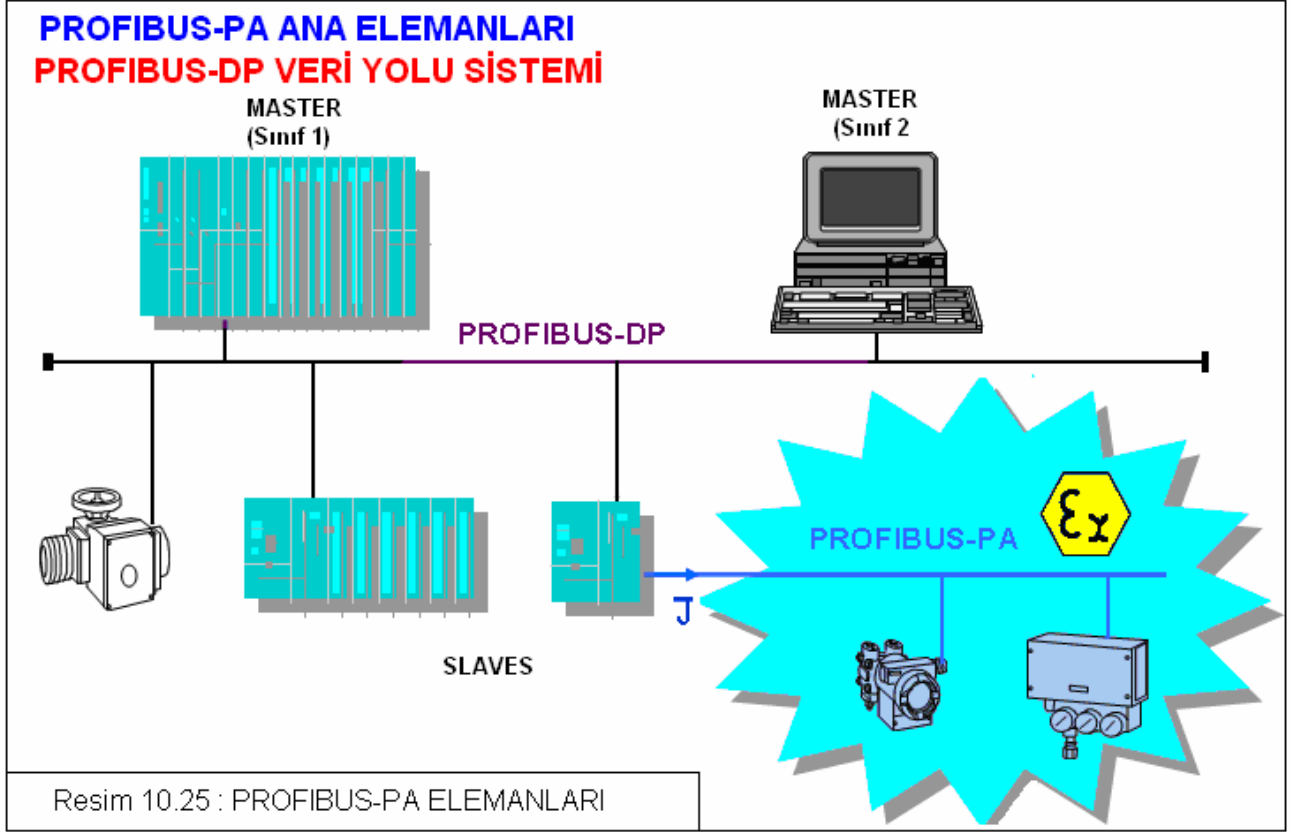 PROFIBUS-PA ANA ELEMANLARI
PROFIBUS-DP VERİ YOLU SİSTEMİ
MASTER
(Sınıf 1)
MASTER
(Sınıf 2
PROFIBUS-DP
PROFIBUS-PA
Ex
J
SLAVES
Resim 10.25 : PROFIBUS-PA ELEMANLARI